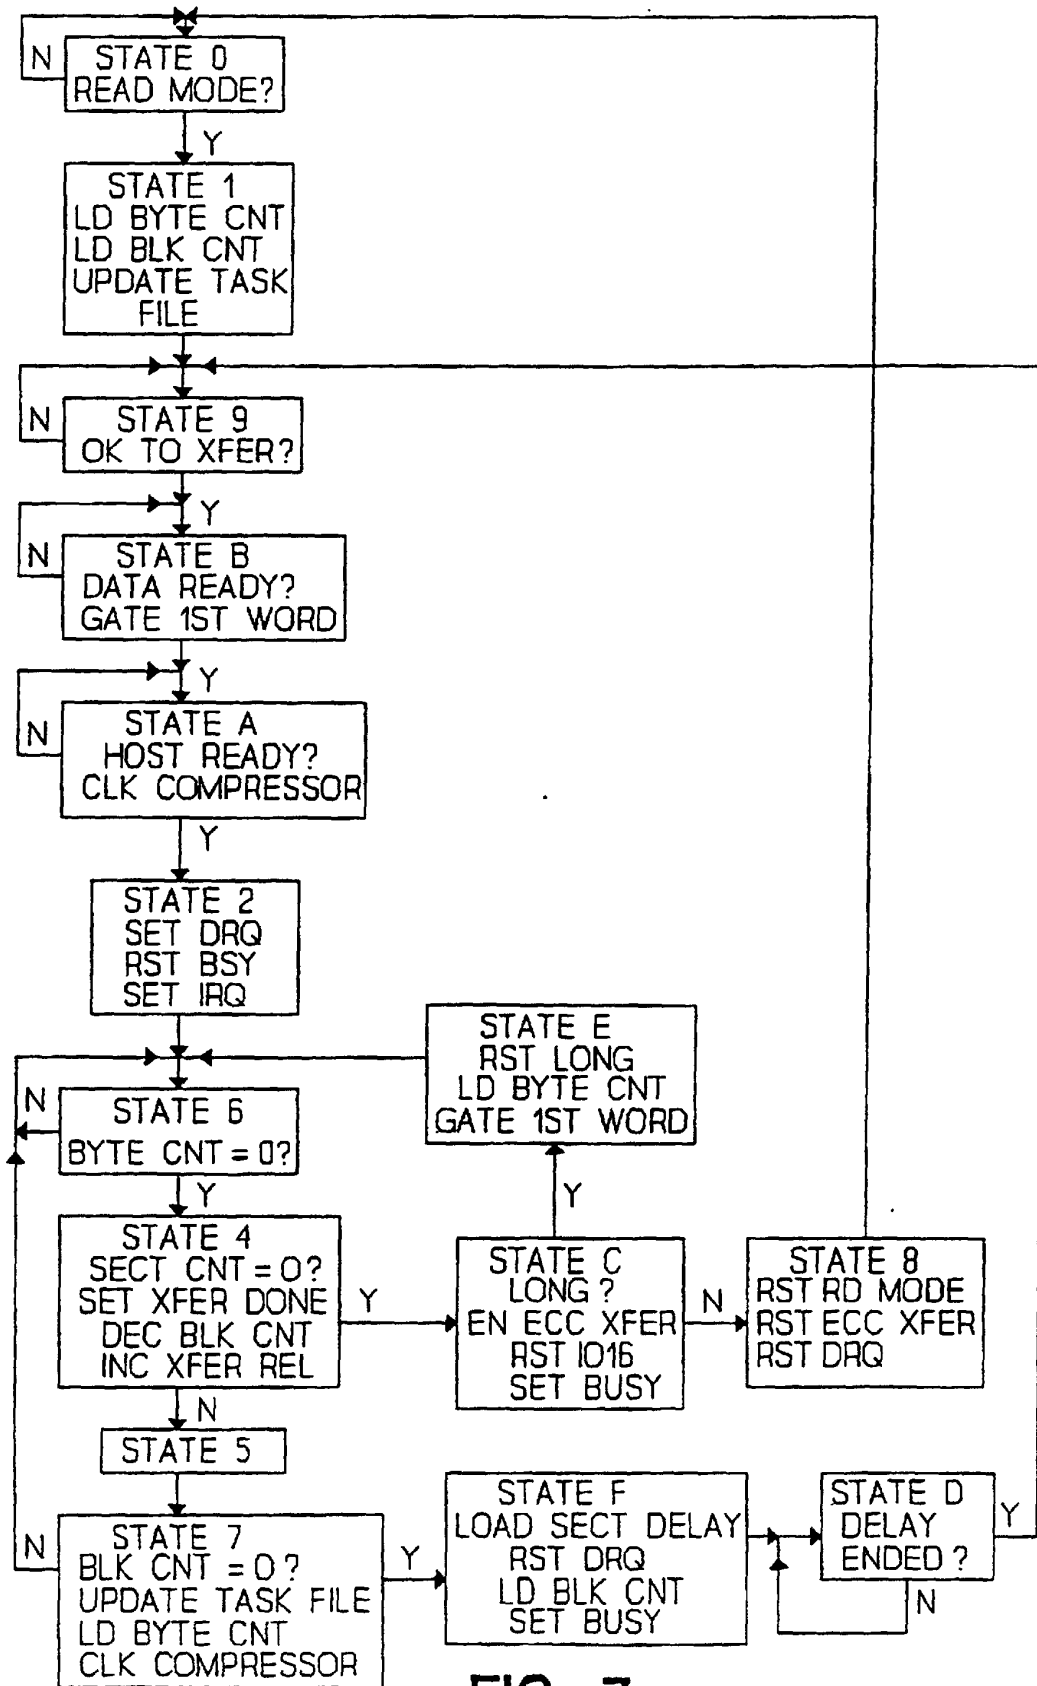 STATE 0
READ MODE?
N
Y
STATE 1
LD BYTE CNT
LD BLK CNT
UPDATE TASK
FILE
STATE 9
OK TO XFER?
N
Y
STATE B
DATA READY?
GATE 1ST WORD
N
Y
STATE A
HOST READY?
CLK COMPRESSOR
N
Y
STATE 2
SET DRQ
RST BSY
SET IRQ
STATE E
RST LONG
LD BYTE CNT
GATE 1ST WORD
N
STATE 6
BYTE CNT = 0?
Y
Y
STATE 4
SECT CNT = 0?
SET XFER DONE
DEC BLK CNT
INC XFER REL
Y
STATE C
LONG ?
EN ECC XFER
RST IO16
SET BUSY
N
STATE 8
RST RD MODE
RST ECC XFER
RST DRQ
N
STATE 5
N
STATE 7
BLK CNT = 0 ?
UPDATE TASK FILE
LD BYTE CNT
CLK COMPRESSOR
Y
STATE F
LOAD SECT DELAY
RST DRQ
LD BLK CNT
SET BUSY
STATE D
DELAY
ENDED ?
Y
N